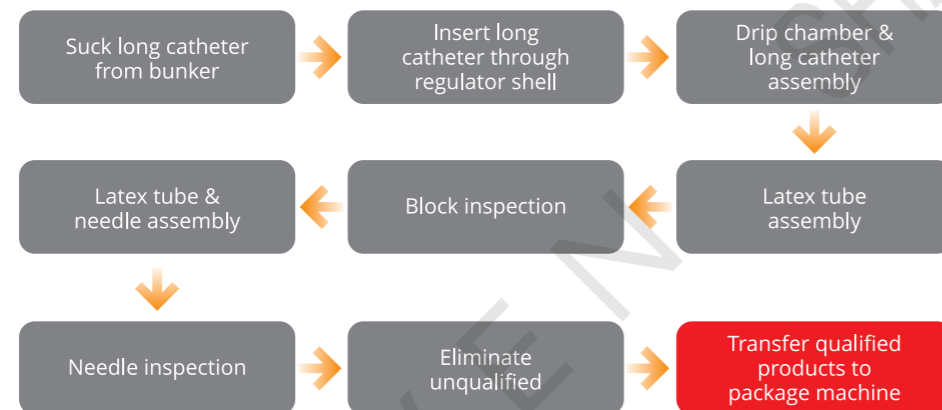 Suck long catheter
from bunker
Insert long
catheter through
regulator shell
Drip chamber &
long catheter
assembly
Latex tube
assembly
Block inspection
Latex tube &
needle assembly
Needle inspection
Eliminate
unqualified
Transfer qualified
products to
package machine